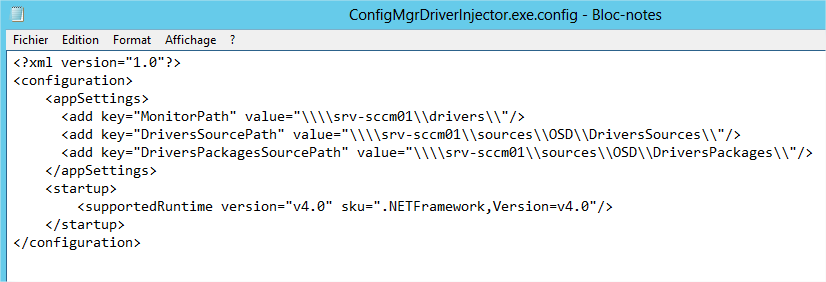 ConfigMgrDriverInjector.exe.config - Bloc-notes
Fichier Edition Format Affichage ?
<?xml version="1.0"?>
<configuration>
    <appSettings>
      <add key="MonitorPath" value="\\\\srv-sccm01\\drivers\\"/>
      <add key="DriversSourcePath" value="\\\\srv-sccm01\\sources\\OSD\\DriversSources\\"/>
      <add key="DriversPackagesSourcePath" value="\\\\srv-sccm01\\sources\\OSD\\DriversPackages\\"/>
    </appSettings>
    <startup>
        <supportedRuntime version="v4.0" sku=".NETFramework,Version=v4.0"/>
    </startup>
</configuration>